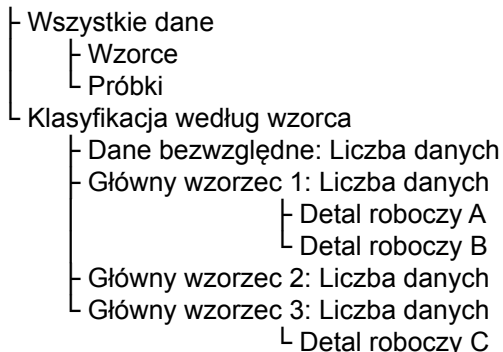 Wszystkie dane
Wzorce
Próbki
Klasyfikacja według wzorca
Dane bezwzględne: Liczba danych
Główny wzorzec 1: Liczba danych
Detal roboczy A
Detal roboczy B
Główny wzorzec 2: Liczba danych
Główny wzorzec 3: Liczba danych
Detal roboczy C